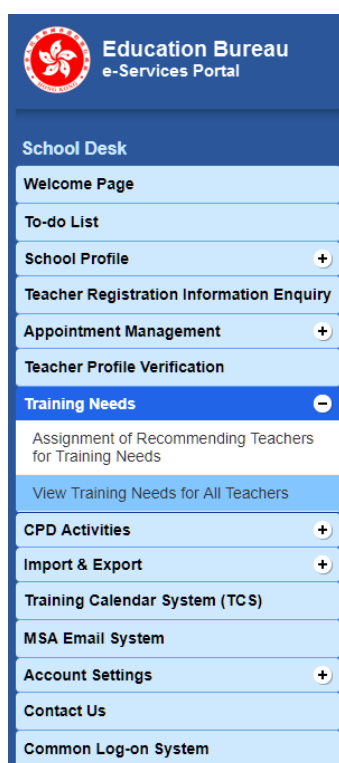 Education Bureau
e-Services Portal
School Desk
Welcome Page
To-do List
School Profile
Teacher Registration Information Enquiry
Appointment Management
Teacher Profile Verification
Training Needs
Assignment of Recommending Teachers
for Training Needs
View Training Needs for All Teachers
CPD Activities
Import & Export
Training Calendar System (TCS)
MSA Email System
Account Settings
Contact Us
Common Log-on System